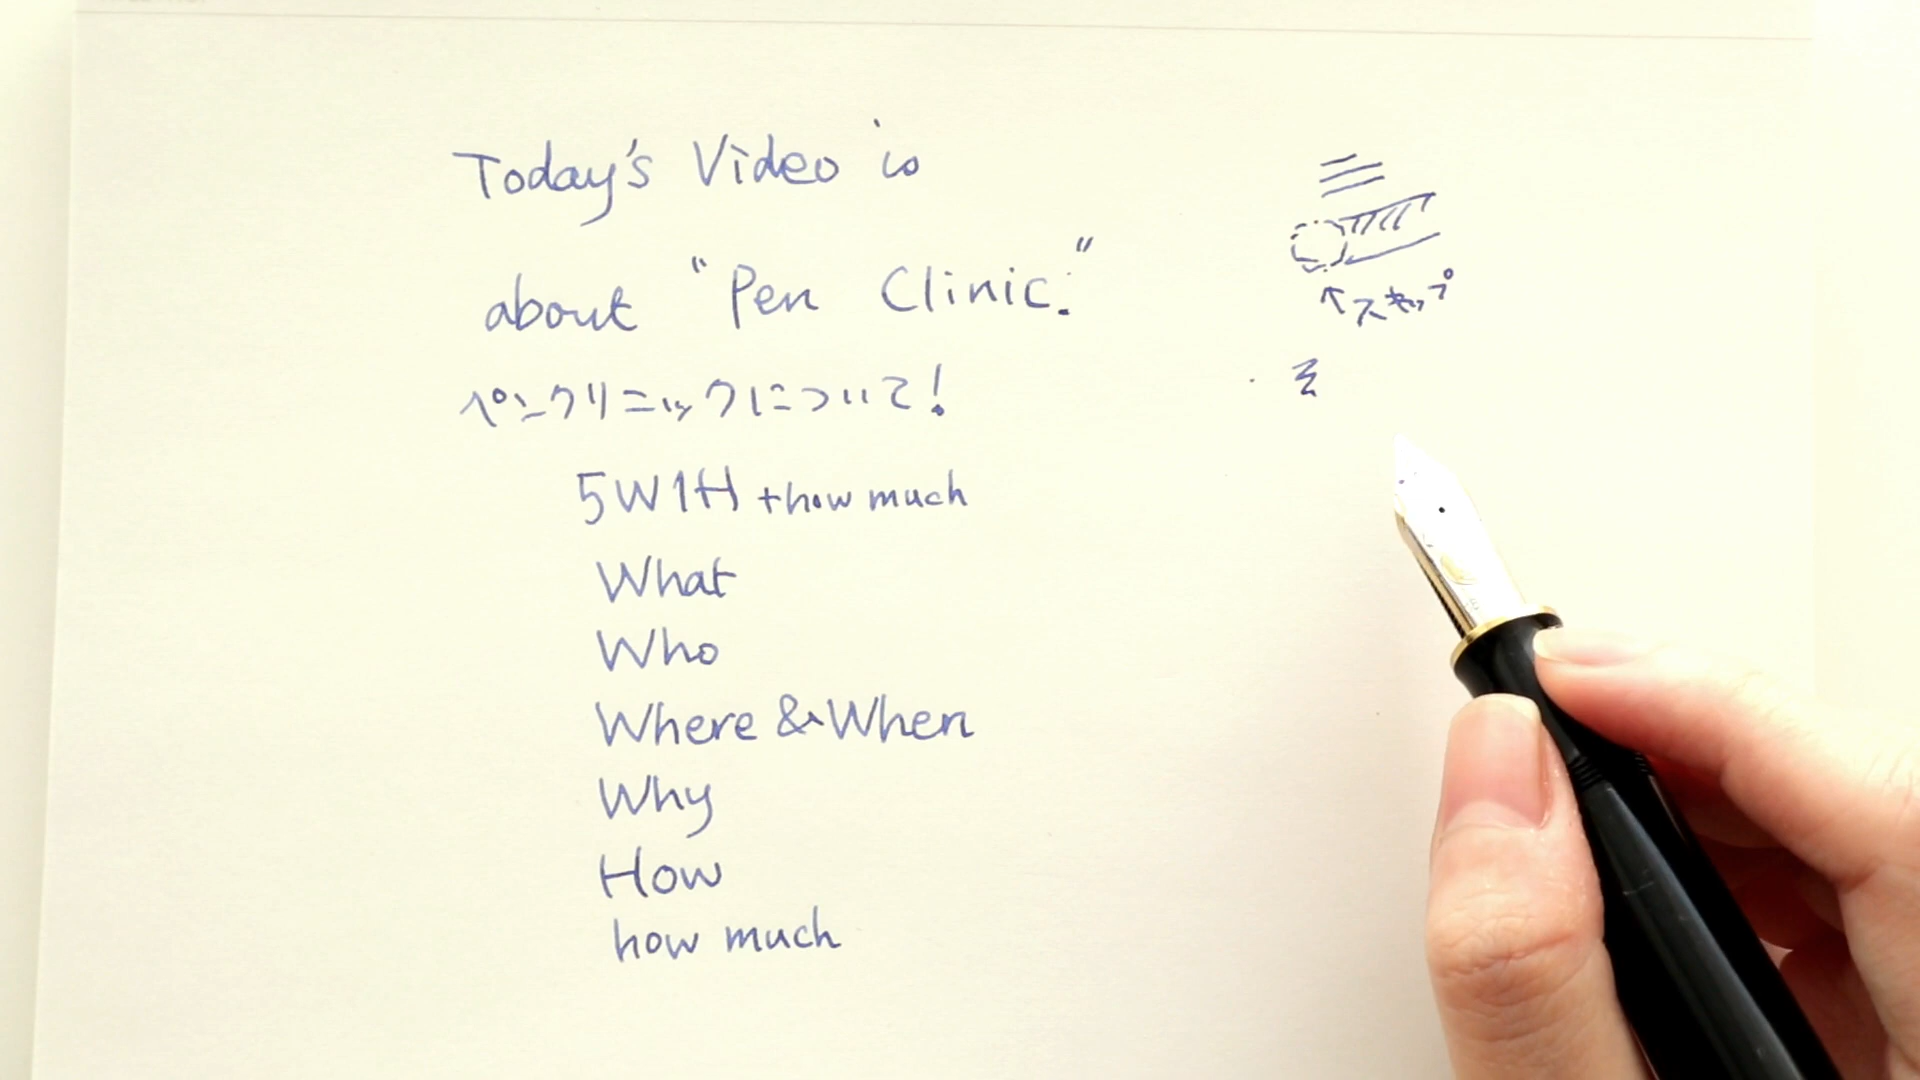 Today's Video is
about "Pen Clinic."
ペンクリニックについて!
5W1H +how much
What
Who
Where & When
Why
How
how much
↑スキップ